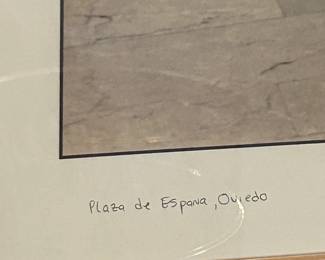 Plaza de Espana, Oviedo